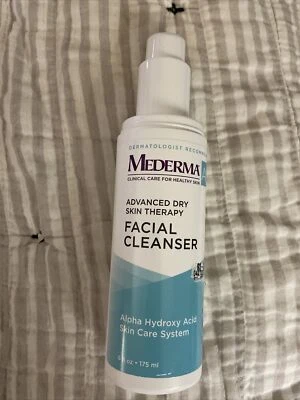 DERMATOLOGIST
MEDERMA
CLINICAL CARE FOR HEALTHY SKIN
ADVANCED DRY
SKIN THERAPY
FACIAL
CLEANSER
Alpha Hydroxy Acid
Skin Care System
oz • 175 ml